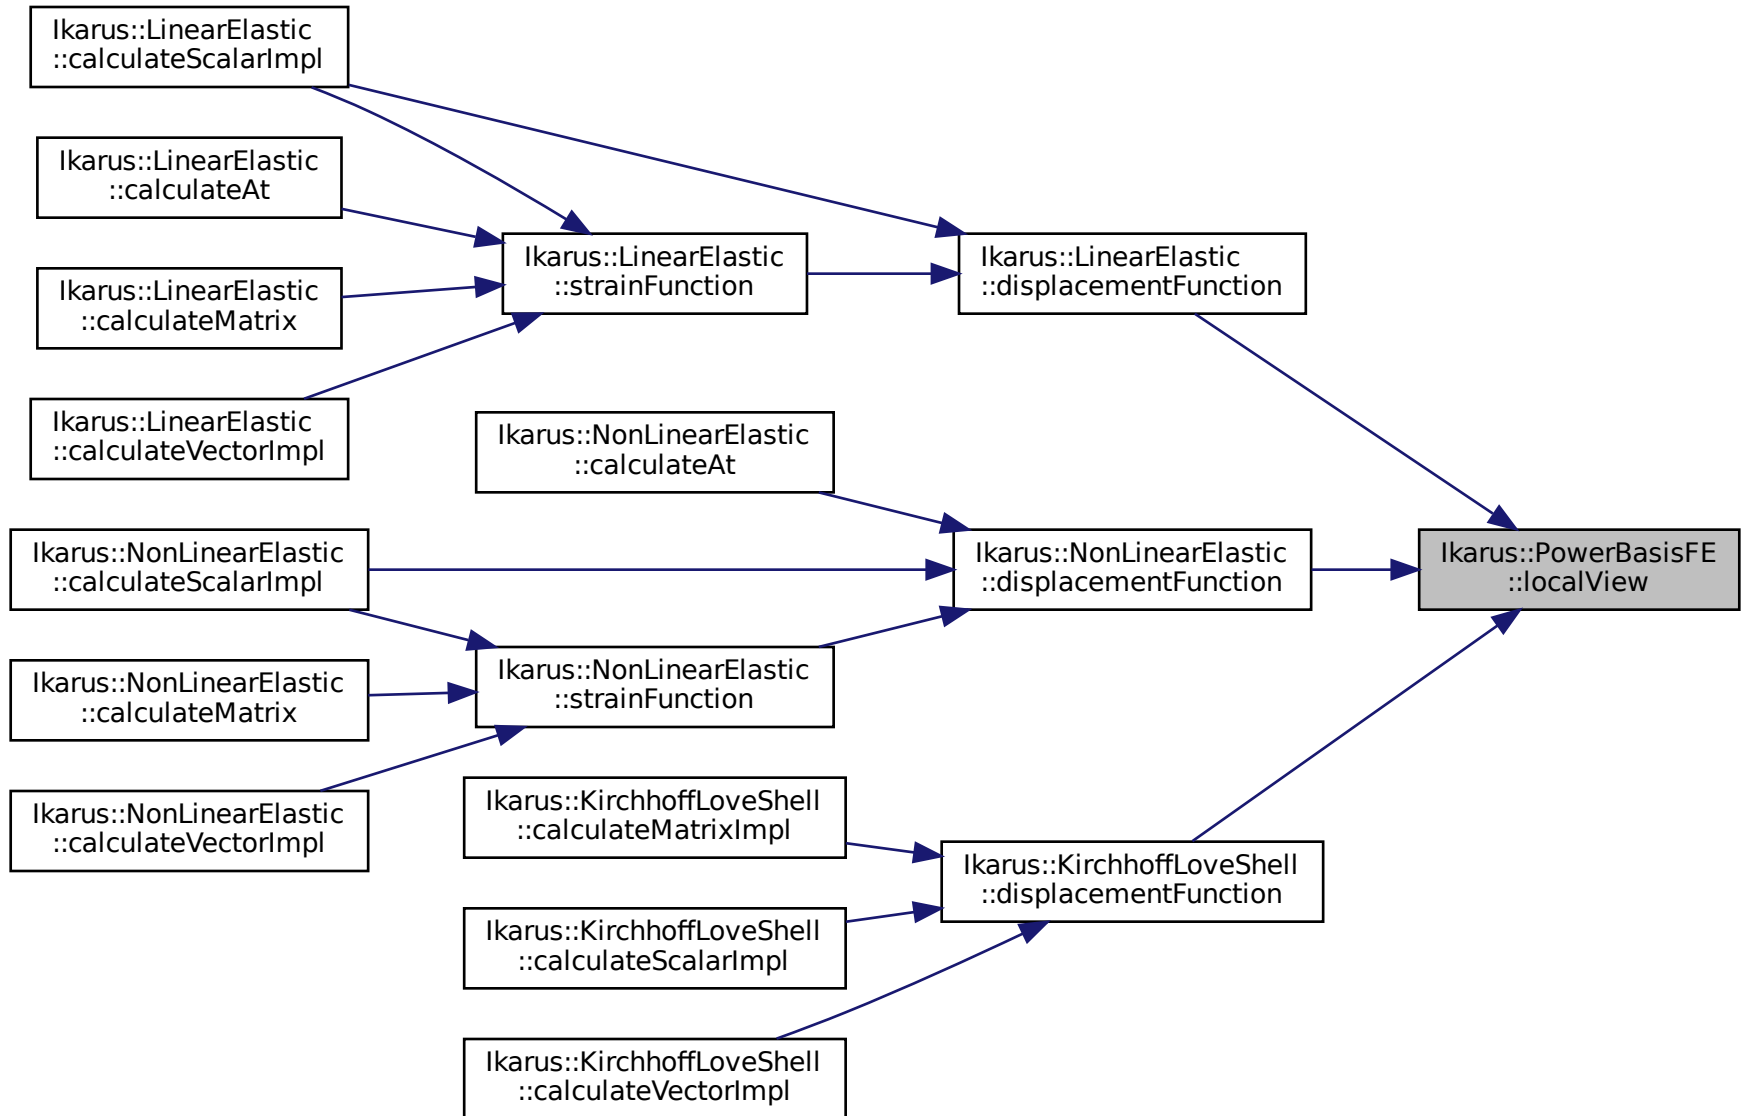 Ikarus::LinearElastic
::calculateScalarImpl
Ikarus::LinearElastic
::calculateAt
Ikarus::LinearElastic
::calculateMatrix
Ikarus::LinearElastic
::calculateVectorImpl
Ikarus::LinearElastic
::strainFunction
Ikarus::LinearElastic
::displacementFunction
Ikarus::NonLinearElastic
::calculateAt
Ikarus::NonLinearElastic
::calculateScalarImpl
Ikarus::NonLinearElastic
::displacementFunction
Ikarus::PowerBasisFE
::localView
Ikarus::NonLinearElastic
::calculateMatrix
Ikarus::NonLinearElastic
::strainFunction
Ikarus::NonLinearElastic
::calculateVectorImpl
Ikarus::KirchhoffLoveShell
::calculateMatrixImpl
Ikarus::KirchhoffLoveShell
::displacementFunction
Ikarus::KirchhoffLoveShell
::calculateScalarImpl
Ikarus::KirchhoffLoveShell
::calculateVectorImpl